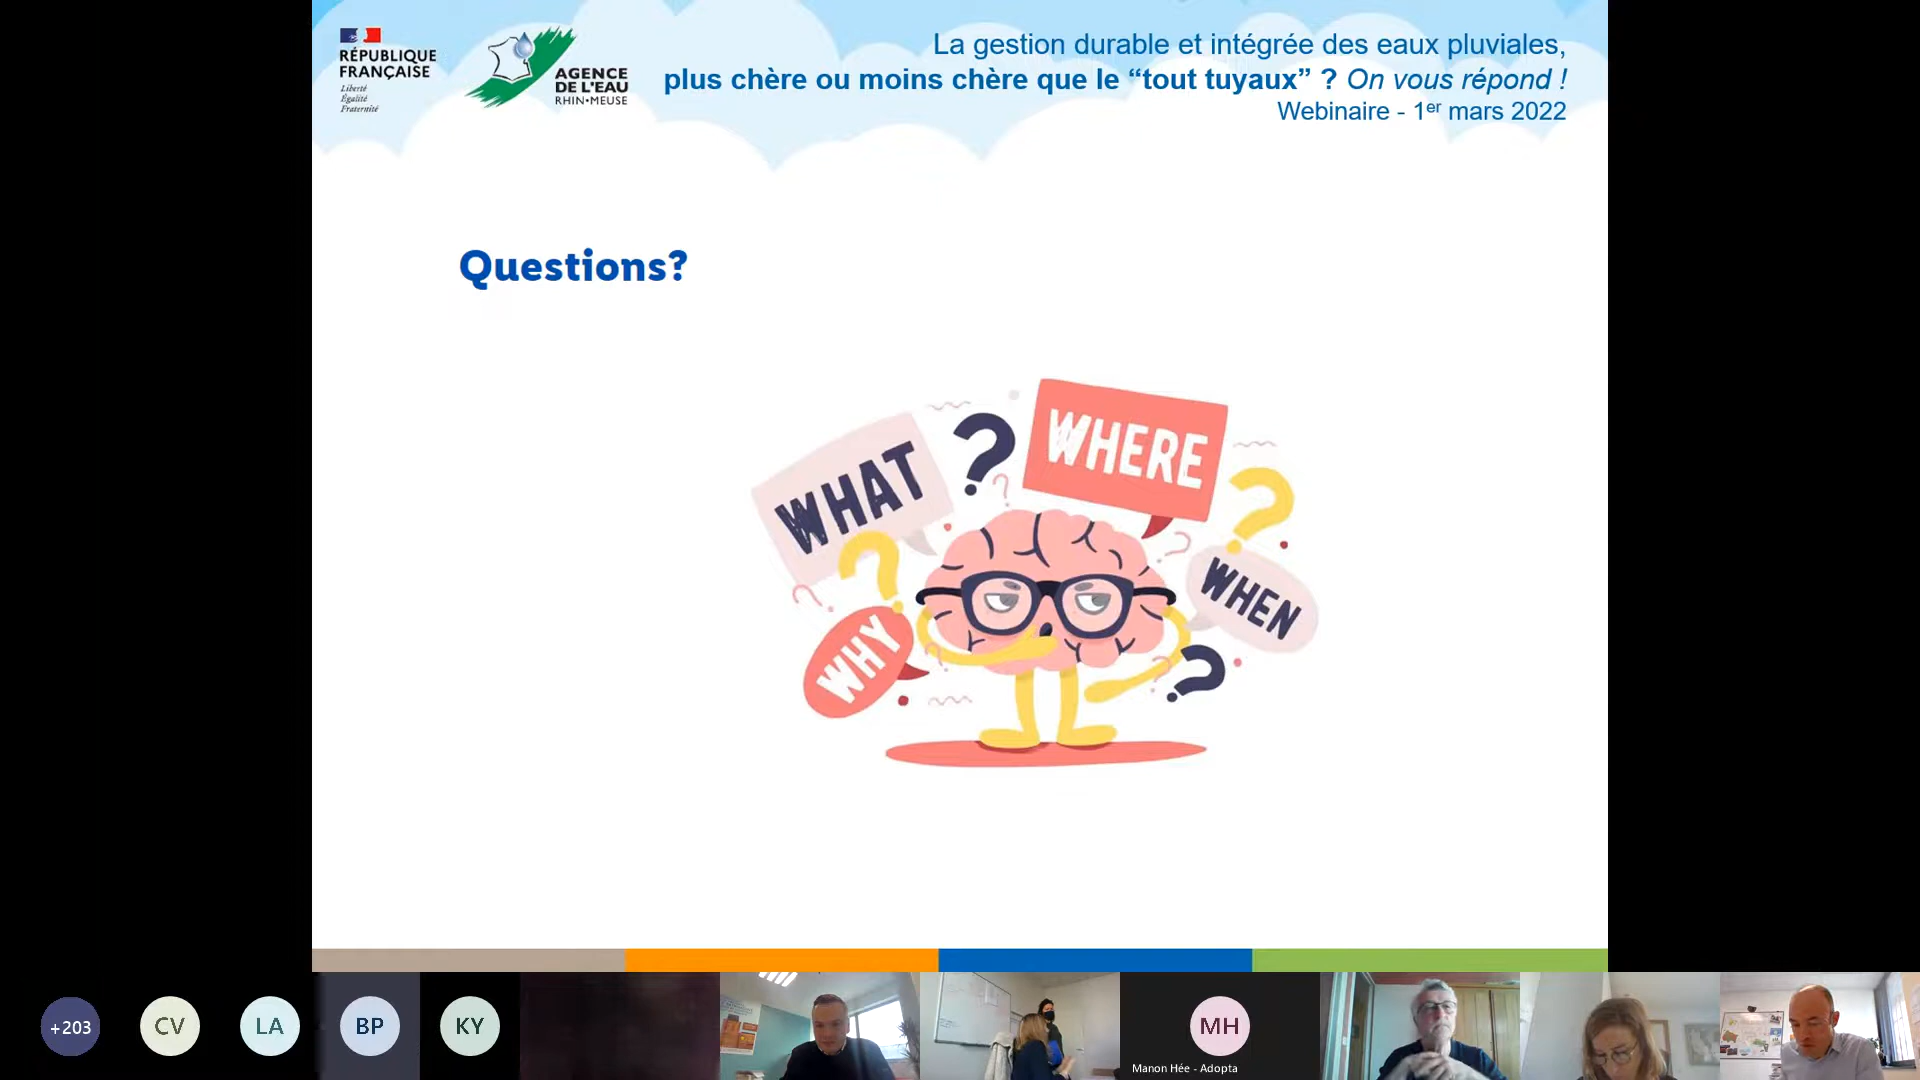 RÉPUBLIQUE
FRANÇAISE
Liberté
Égalité
Fraternité
AGENCE
DE L'EAU
RHIN•MEUSE
La gestion durable et intégrée des eaux pluviales,
plus chère ou moins chère que le “tout tuyaux” ? On vous répond !
Webinaire - 1er mars 2022
Questions?
WHAT
?
WHERE
?
?
WHY
WHEN
?
+203
CV
LA
BP
KY
MH
Manon Hée - Adopta